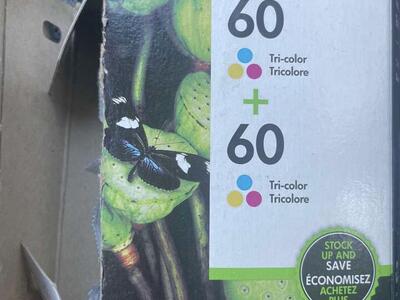 60
Tri-color
Tricolore
+
60
Tri-color
Tricolore
STOCK
UP AND
SAVE
ÉCONOMISEZ
ACHETEZ
PLUS